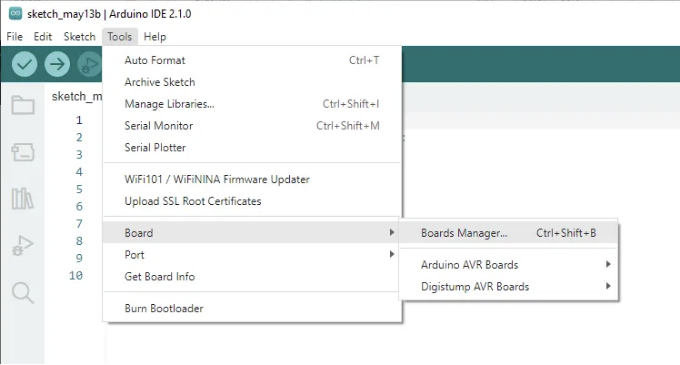 sketch_may13b | Arduino IDE 2.1.0
File Edit Sketch Tools Help
Auto Format Ctrl+T
Archive Sketch
sketch_m
Manage Libraries... Ctrl+Shift+I
1
Serial Monitor Ctrl+Shift+M
2
Serial Plotter
3
4
WiFi101 / WiFiNINA Firmware Updater
5
Upload SSL Root Certificates
6
7
Board
Boards Manager... Ctrl+Shift+B
8
Port
Arduino AVR Boards
9
Get Board Info
Digistump AVR Boards
10
Burn Bootloader